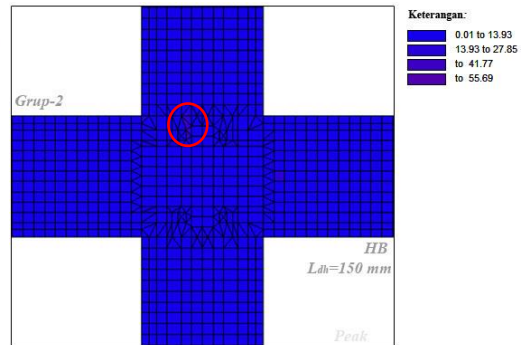 Keterangan:
0.01 to 13.93
13.93 to 27.85
to 41.77
to 55.69
Grup-2
HB
Ldh=150 mm
Peak